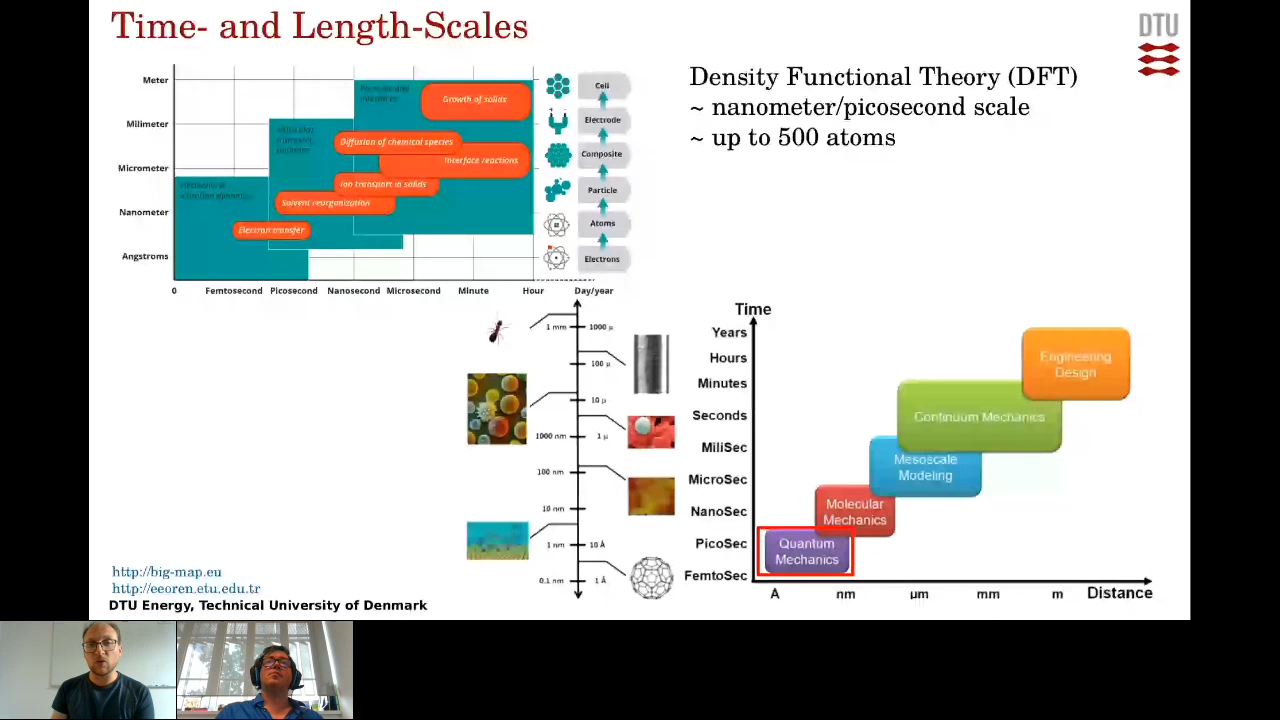 Time- and Length-Scales
DTU
Density Functional Theory (DFT)
~ nanometer/picosecond scale
~ up to 500 atoms
Meter
Milimeter
Micrometer
Nanometer
Angstroms
Growth of solids
Diffusion of chemical species
Interface reactions
Ion transport in solids
Solvent reorganization
Electron transfer
0
Femtosecond
Picosecond
Nanosecond
Microsecond
Minute
Hour
Day/year
Cell
Electrode
Composite
Particle
Atoms
Electrons
1 mm
1000 µ
100 µ
10 µ
1000 nm
1 µ
100 nm
10 nm
1 nm
10 Å
0.1 nm
1 Å
Time
Years
Hours
Minutes
Seconds
MiliSec
MicroSec
NanoSec
PicoSec
FemtoSec
Engineering
Design
Continuum Mechanics
Mesoscale
Modeling
Molecular
Mechanics
Quantum
Mechanics
A
nm
µm
mm
m
Distance
http://big-map.eu
http://eeoren.etu.edu.tr
DTU Energy, Technical University of Denmark